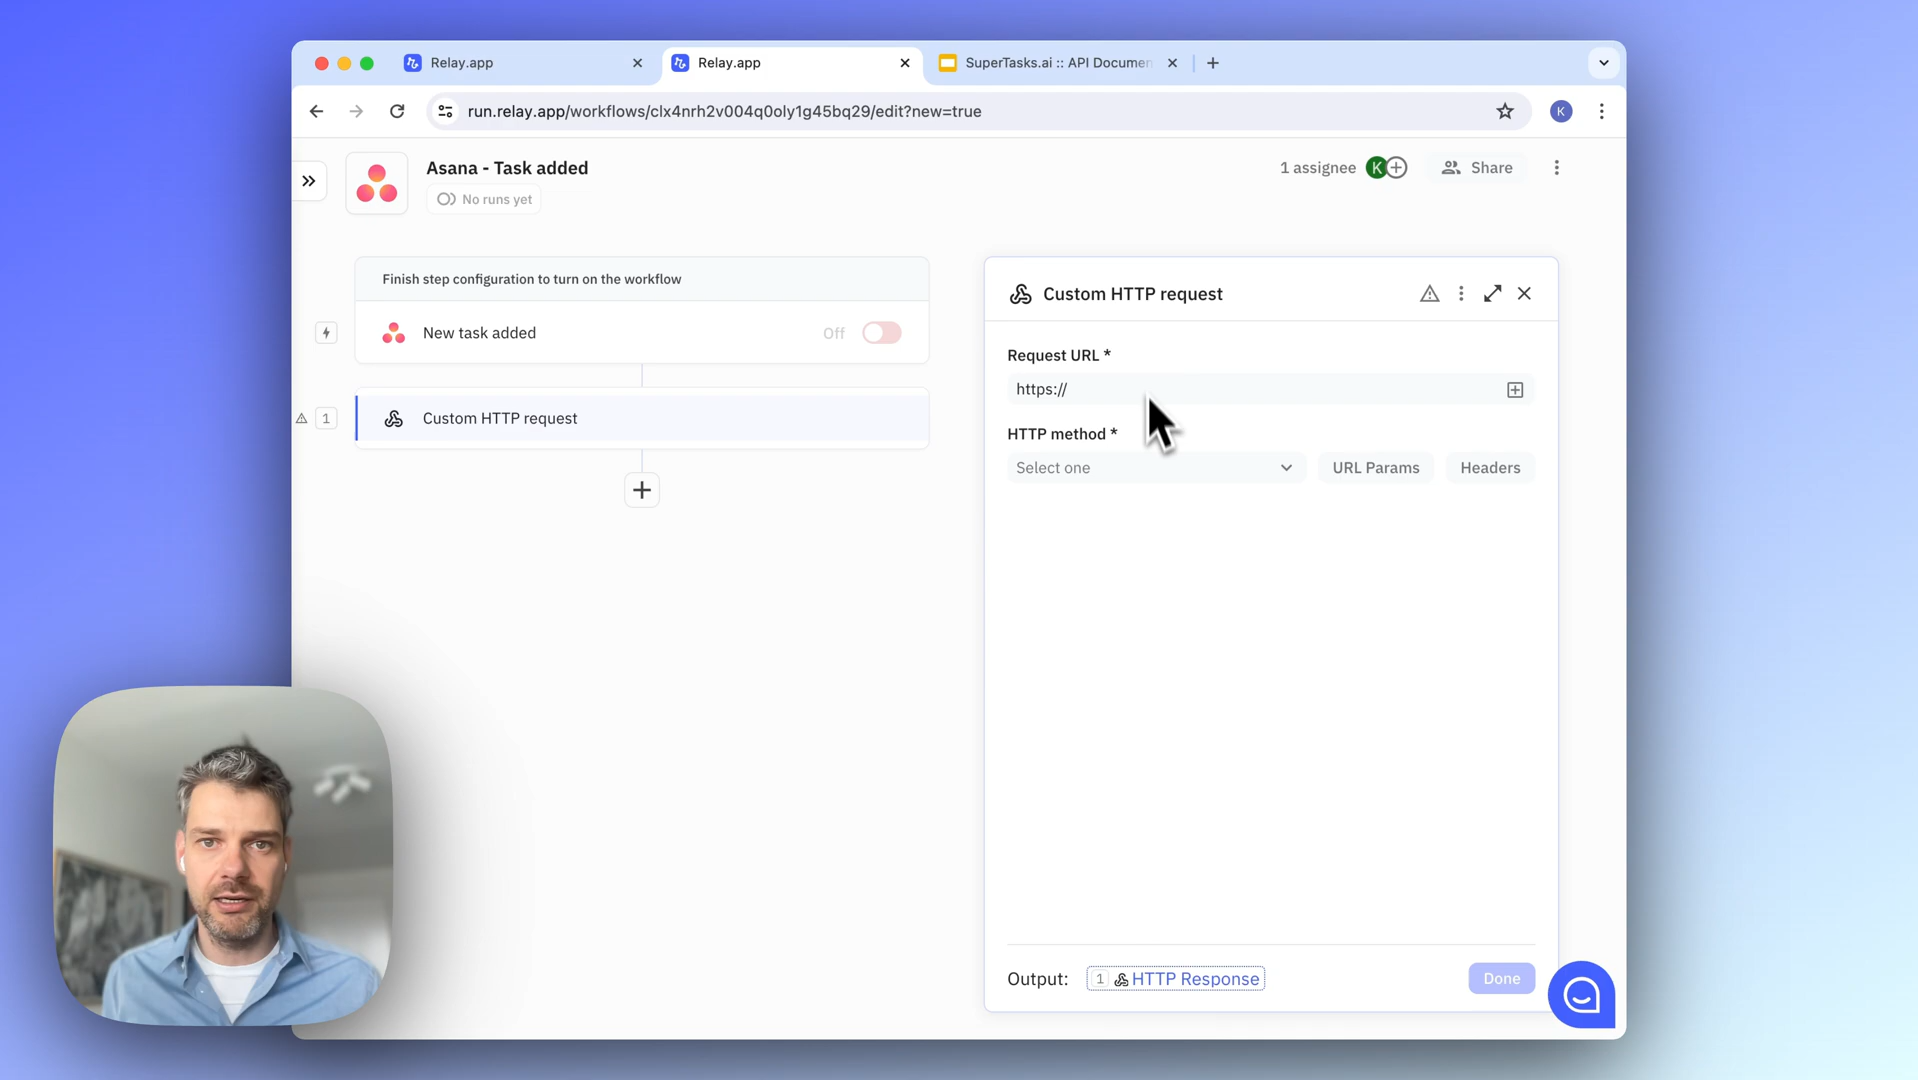 Relay.app
Relay.app
SuperTasks.ai :: API Documen
run.relay.app/workflows/clx4nrh2v004q0oly1g45bq29/edit?new=true
K
Asana - Task added
No runs yet
1 assignee
K
Share
Finish step configuration to turn on the workflow
New task added
Off
1
Custom HTTP request
Custom HTTP request
Request URL *
https://
HTTP method *
Select one
URL Params
Headers
Output:
1 HTTP Response
Done